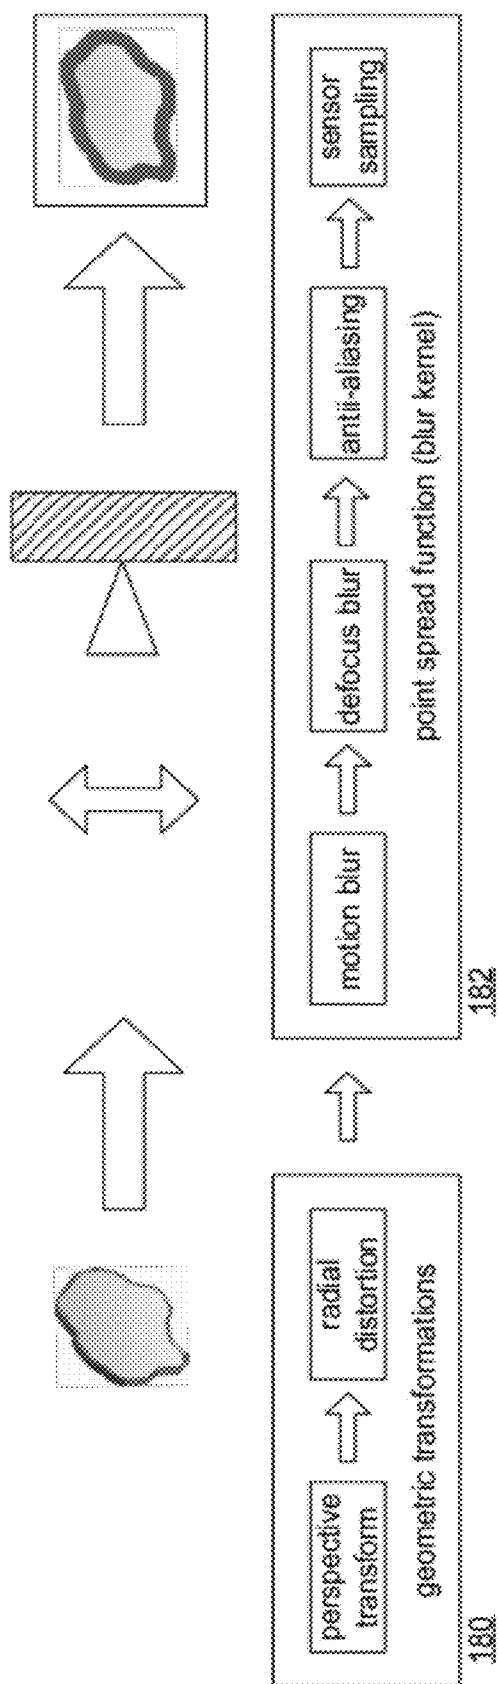 perspective
transform
radial
distortion
geometric transformations
180
motion blur
defocus blur
antii-aliasing
sensor
sampling
point spread function (blur kernel)
182